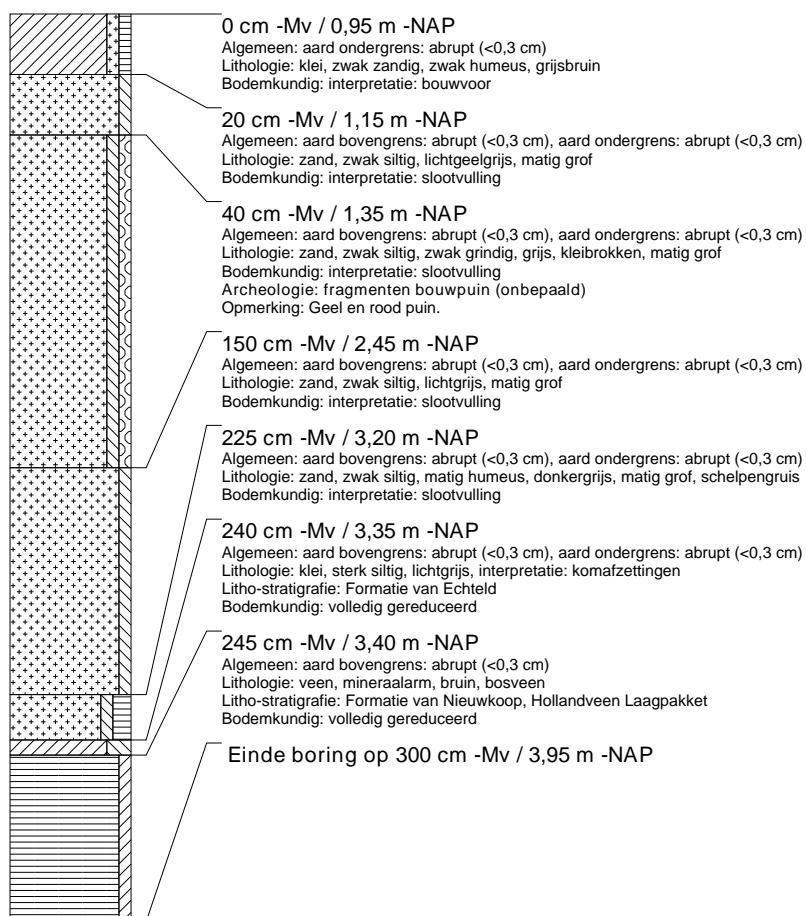 0 cm -Mv / 0,95 m -NAP
Algemeen: aard ondergrens: abrupt (<0,3 cm)
Lithologie: klei, zwak zandig, zwak humeus, grijsbruin
Bodemkundig: interpretatie: bouwvoor
20 cm -Mv / 1,15 m -NAP
Algemeen: aard bovengrens: abrupt (<0,3 cm), aard ondergrens: abrupt (<0,3 cm)
Lithologie: zand, zwak siltig, lichtgeelgrijs, matig grof
Bodemkundig: interpretatie: slootvulling
40 cm -Mv / 1,35 m -NAP
Algemeen: aard bovengrens: abrupt (<0,3 cm), aard ondergrens: abrupt (<0,3 cm)
Lithologie: zand, zwak siltig, zwak grindig, grijs, kleibrokken, matig grof
Bodemkundig: interpretatie: slootvulling
Archeologie: fragmenten bouwpuin (onbepaald)
Opmerking: Geel en rood puin.
150 cm -Mv / 2,45 m -NAP
Algemeen: aard bovengrens: abrupt (<0,3 cm), aard ondergrens: abrupt (<0,3 cm)
Lithologie: zand, zwak siltig, lichtgrijs, matig grof
Bodemkundig: interpretatie: slootvulling
225 cm -Mv / 3,20 m -NAP
Algemeen: aard bovengrens: abrupt (<0,3 cm), aard ondergrens: abrupt (<0,3 cm)
Lithologie: zand, zwak siltig, matig humeus, donkergrijs, matig grof, schelpengruis
Bodemkundig: interpretatie: slootvulling
240 cm -Mv / 3,35 m -NAP
Algemeen: aard bovengrens: abrupt (<0,3 cm), aard ondergrens: abrupt (<0,3 cm)
Lithologie: klei, sterk siltig, lichtgrijs, interpretatie: komafzettingen
Litho-stratigrafie: Formatie van Echteld
Bodemkundig: volledig gereduceerd
245 cm -Mv / 3,40 m -NAP
Algemeen: aard bovengrens: abrupt (<0,3 cm)
Lithologie: veen, mineraalarm, bruin, bosveen
Litho-stratigrafie: Formatie van Nieuwkoop, Hollandveen Laagpakket
Bodemkundig: volledig gereduceerd
Einde boring op 300 cm -Mv / 3,95 m -NAP